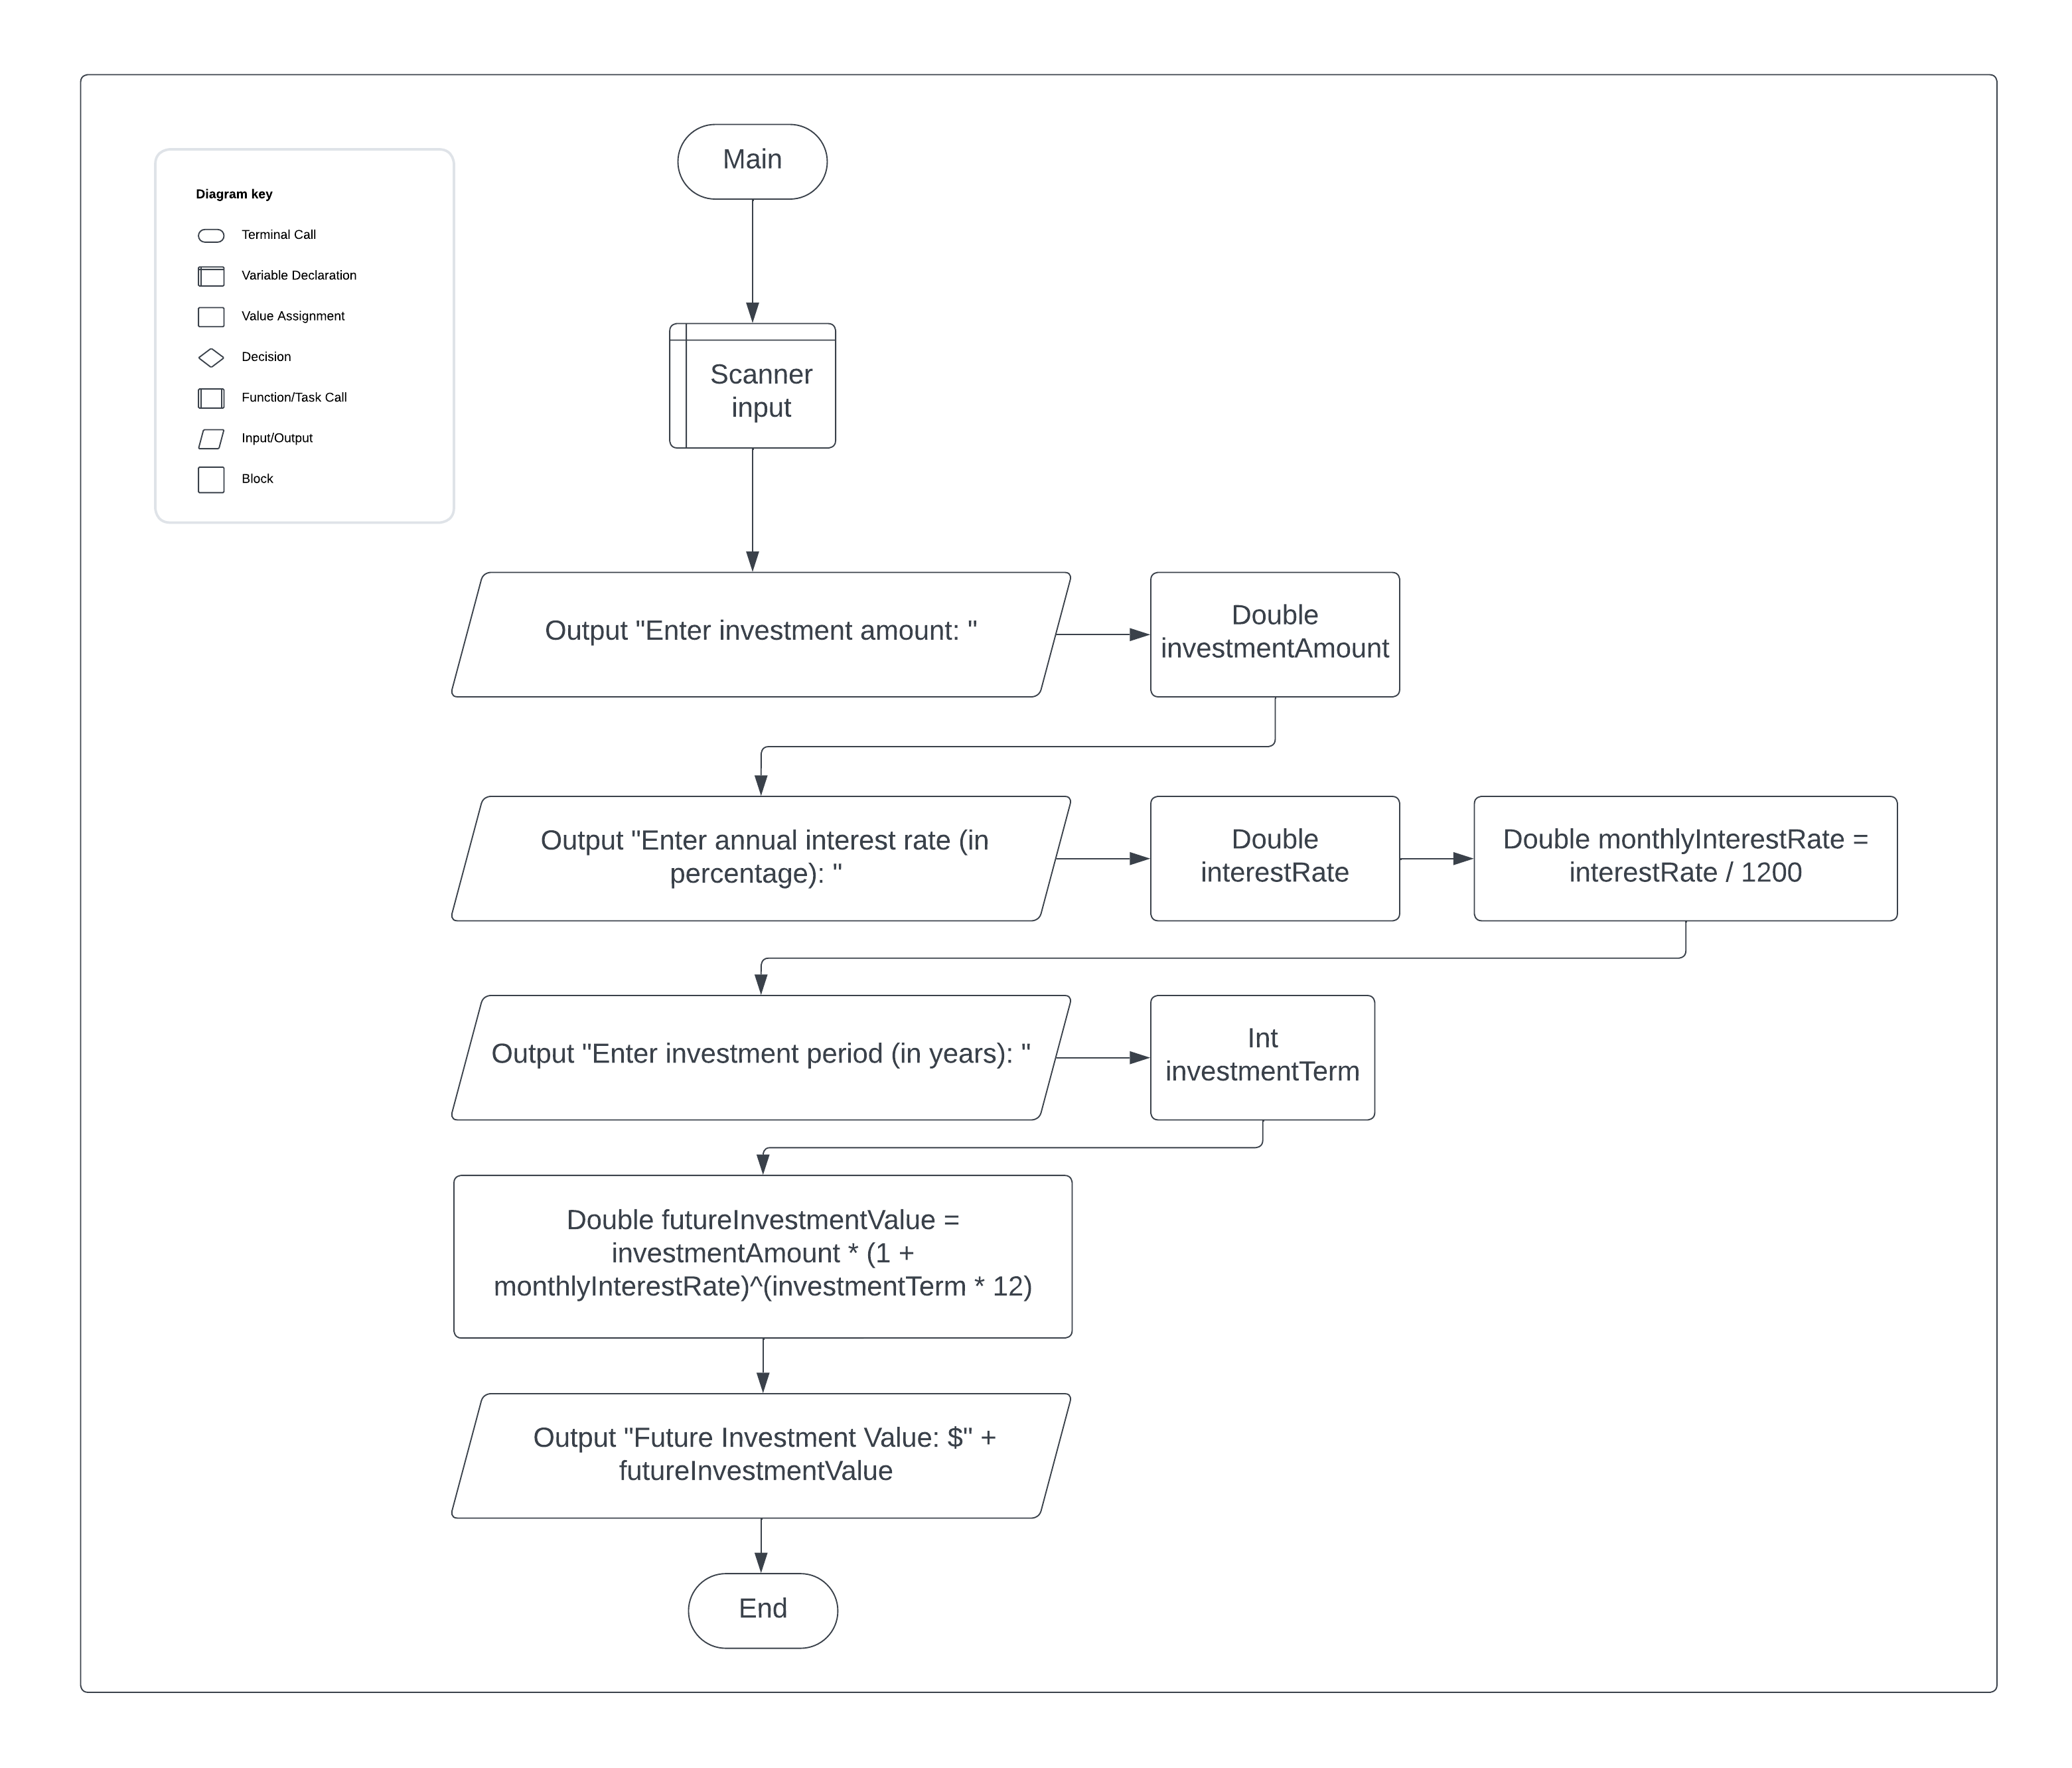 Main
Diagram key
Terminal Call
Variable Declaration
Value Assignment
Decision
Function/Task Call
Input/Output
Block
Scanner
input
Output "Enter investment amount: "
Double
investmentAmount
Output "Enter annual interest rate (in
percentage): "
Double
interestRate
Double monthlyInterestRate =
interestRate / 1200
Output "Enter investment period (in years): "
Int
investmentTerm
Double futureInvestmentValue =
investmentAmount * (1 +
monthlyInterestRate)^(investmentTerm * 12)
Output "Future Investment Value: $" +
futureInvestmentValue
End